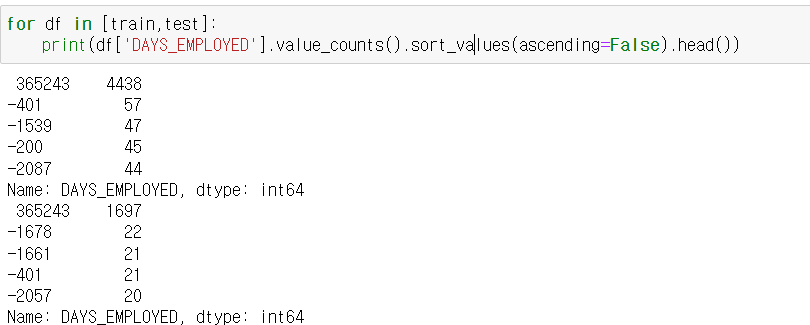 for df in [train,test]:
    print(df['DAYS_EMPLOYED'].value_counts().sort_values(ascending=False).head())
 365243    4438
-401         57
-1539        47
-200         45
-2087        44
Name: DAYS_EMPLOYED, dtype: int64
 365243    1697
-1678        22
-1661        21
-401         21
-2057        20
Name: DAYS_EMPLOYED, dtype: int64